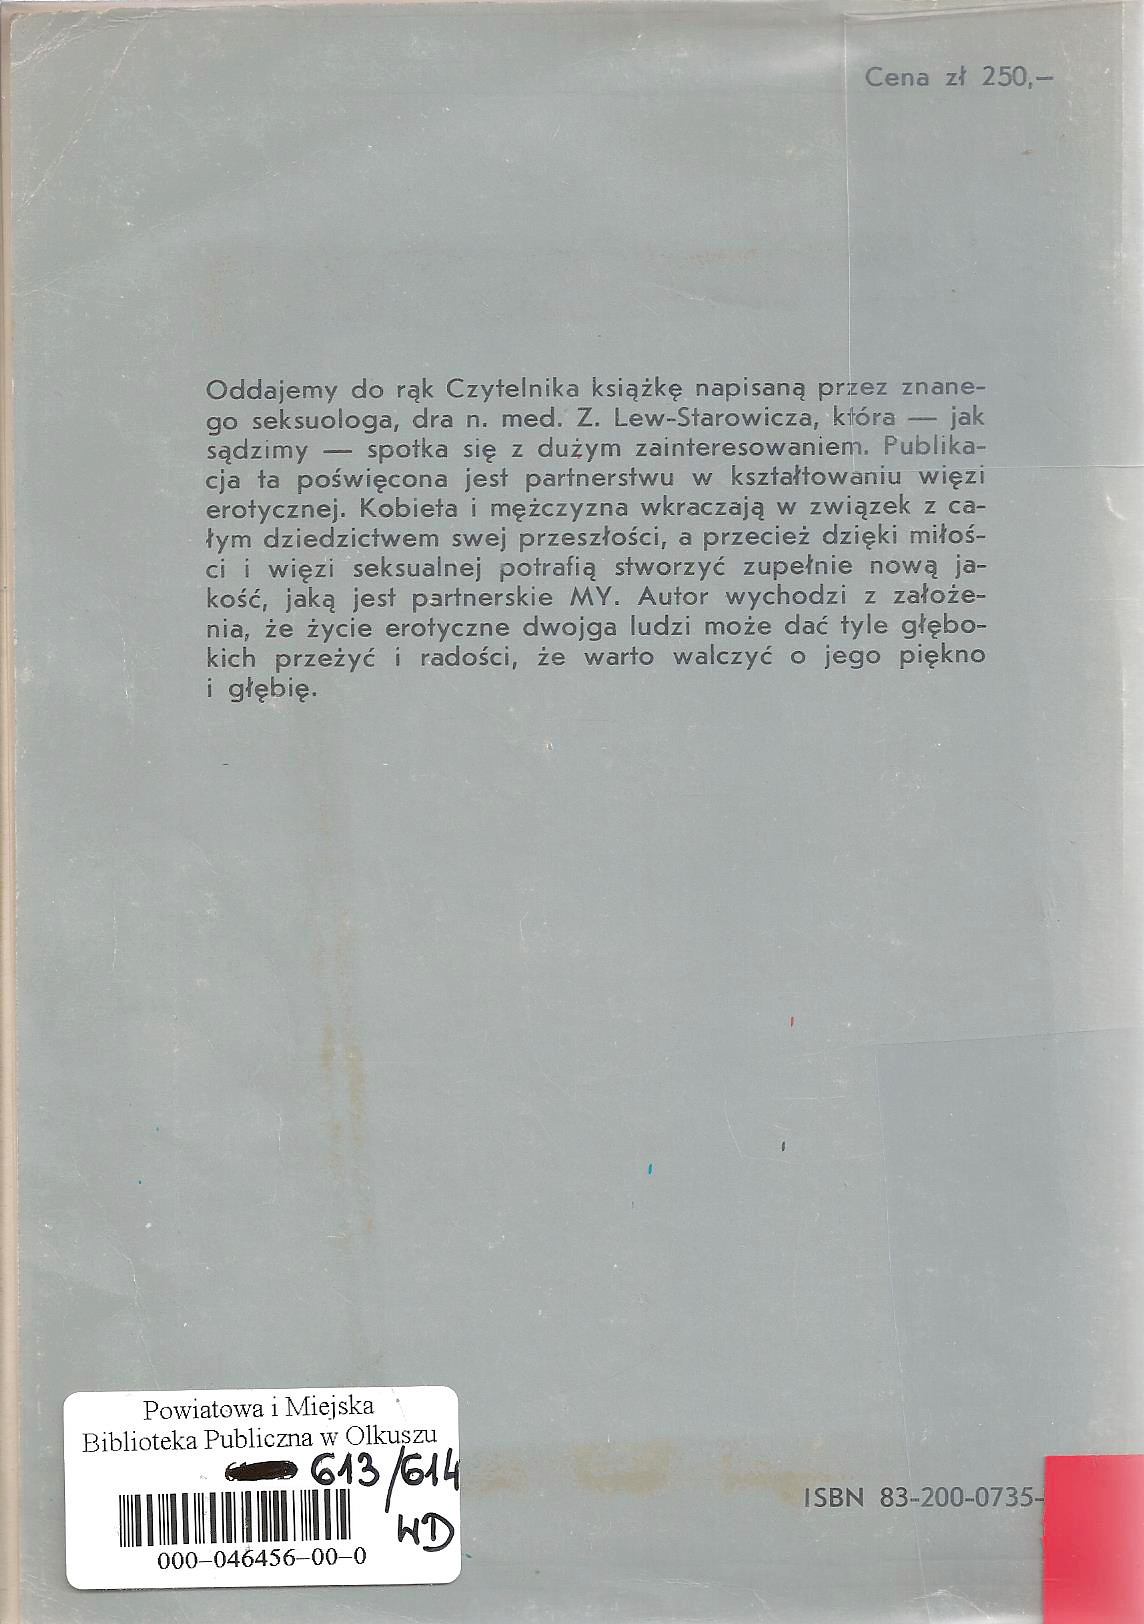 Cena zł 250,—
Oddajemy do rąk Czytelnika książkę napisaną przez znane-
go seksuologa, dra n. med. Z. Lew-Starowicza, która — jak
sądzimy — spotka się z dużym zainteresowaniem. Publika-
cja ta poświęcona jest partnerstwu w kształtowaniu więzi
erotycznej. Kobieta i mężczyzna wkraczają w związek z ca-
łym dziedzictwem swej przeszłości, a przecież dzięki miłoś-
ci i więzi seksualnej potrafią stworzyć zupełnie nową ja-
kość, jaką jest partnerskie MY. Autor wychodzi z założe-
nia, że życie erotyczne dwojga ludzi może dać tyle głębo-
kich przeżyć i radości, że warto walczyć o jego piękno
i głębię.
Powiatowa i Miejska
Biblioteka Publiczna w Olkuszu
613/614
WD
000-046456-00-0
ISBN 83-200-0735-